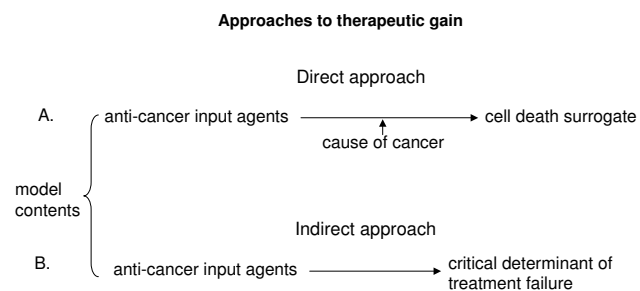 Approaches to therapeutic gain
Direct approach
A. anti-cancer input agents cell death surrogate
cause of cancer
model
contents
Indirect approach
B. anti-cancer input agents critical determinant of
treatment failure